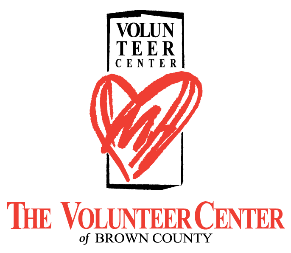 VOLUN
TEER
CENTER
THE VOLUNTEER CENTER
of BROWN COUNTY